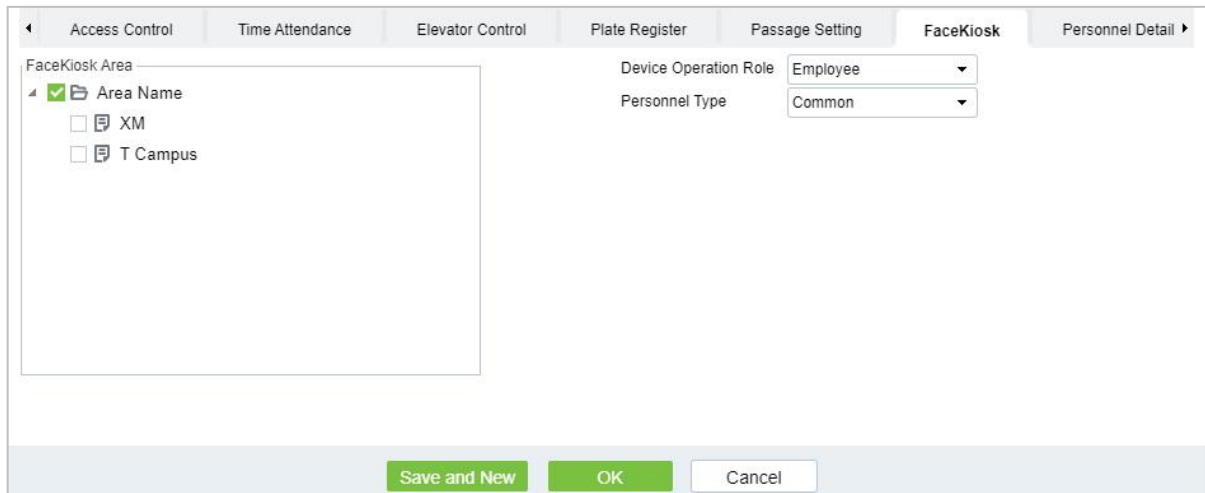 Access Control Time Attendance Elevator Control Plate Register Passage Setting FaceKiosk Personnel Detail
FaceKiosk Area
Area Name
XM
T Campus
Device Operation Role Employee
Personnel Type Common
Save and New OK Cancel